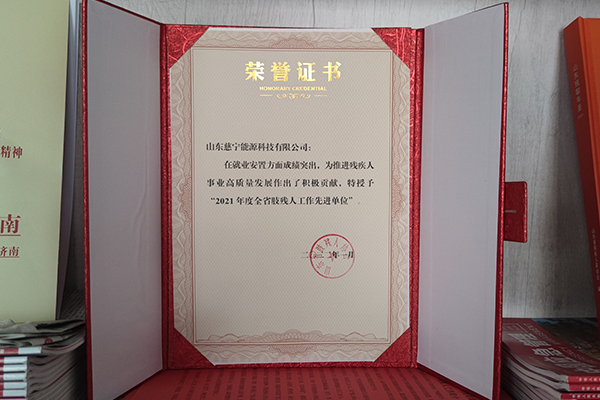 荣誉证书
HONORARY CREDENTIAL
山东慈宁能源科技有限公司：
在就业安置方面成绩突出，为推进残疾人
事业高质量发展作出了积极贡献，特授予
“2021年度全省肢残人工作先进单位”.
精神
南
济南